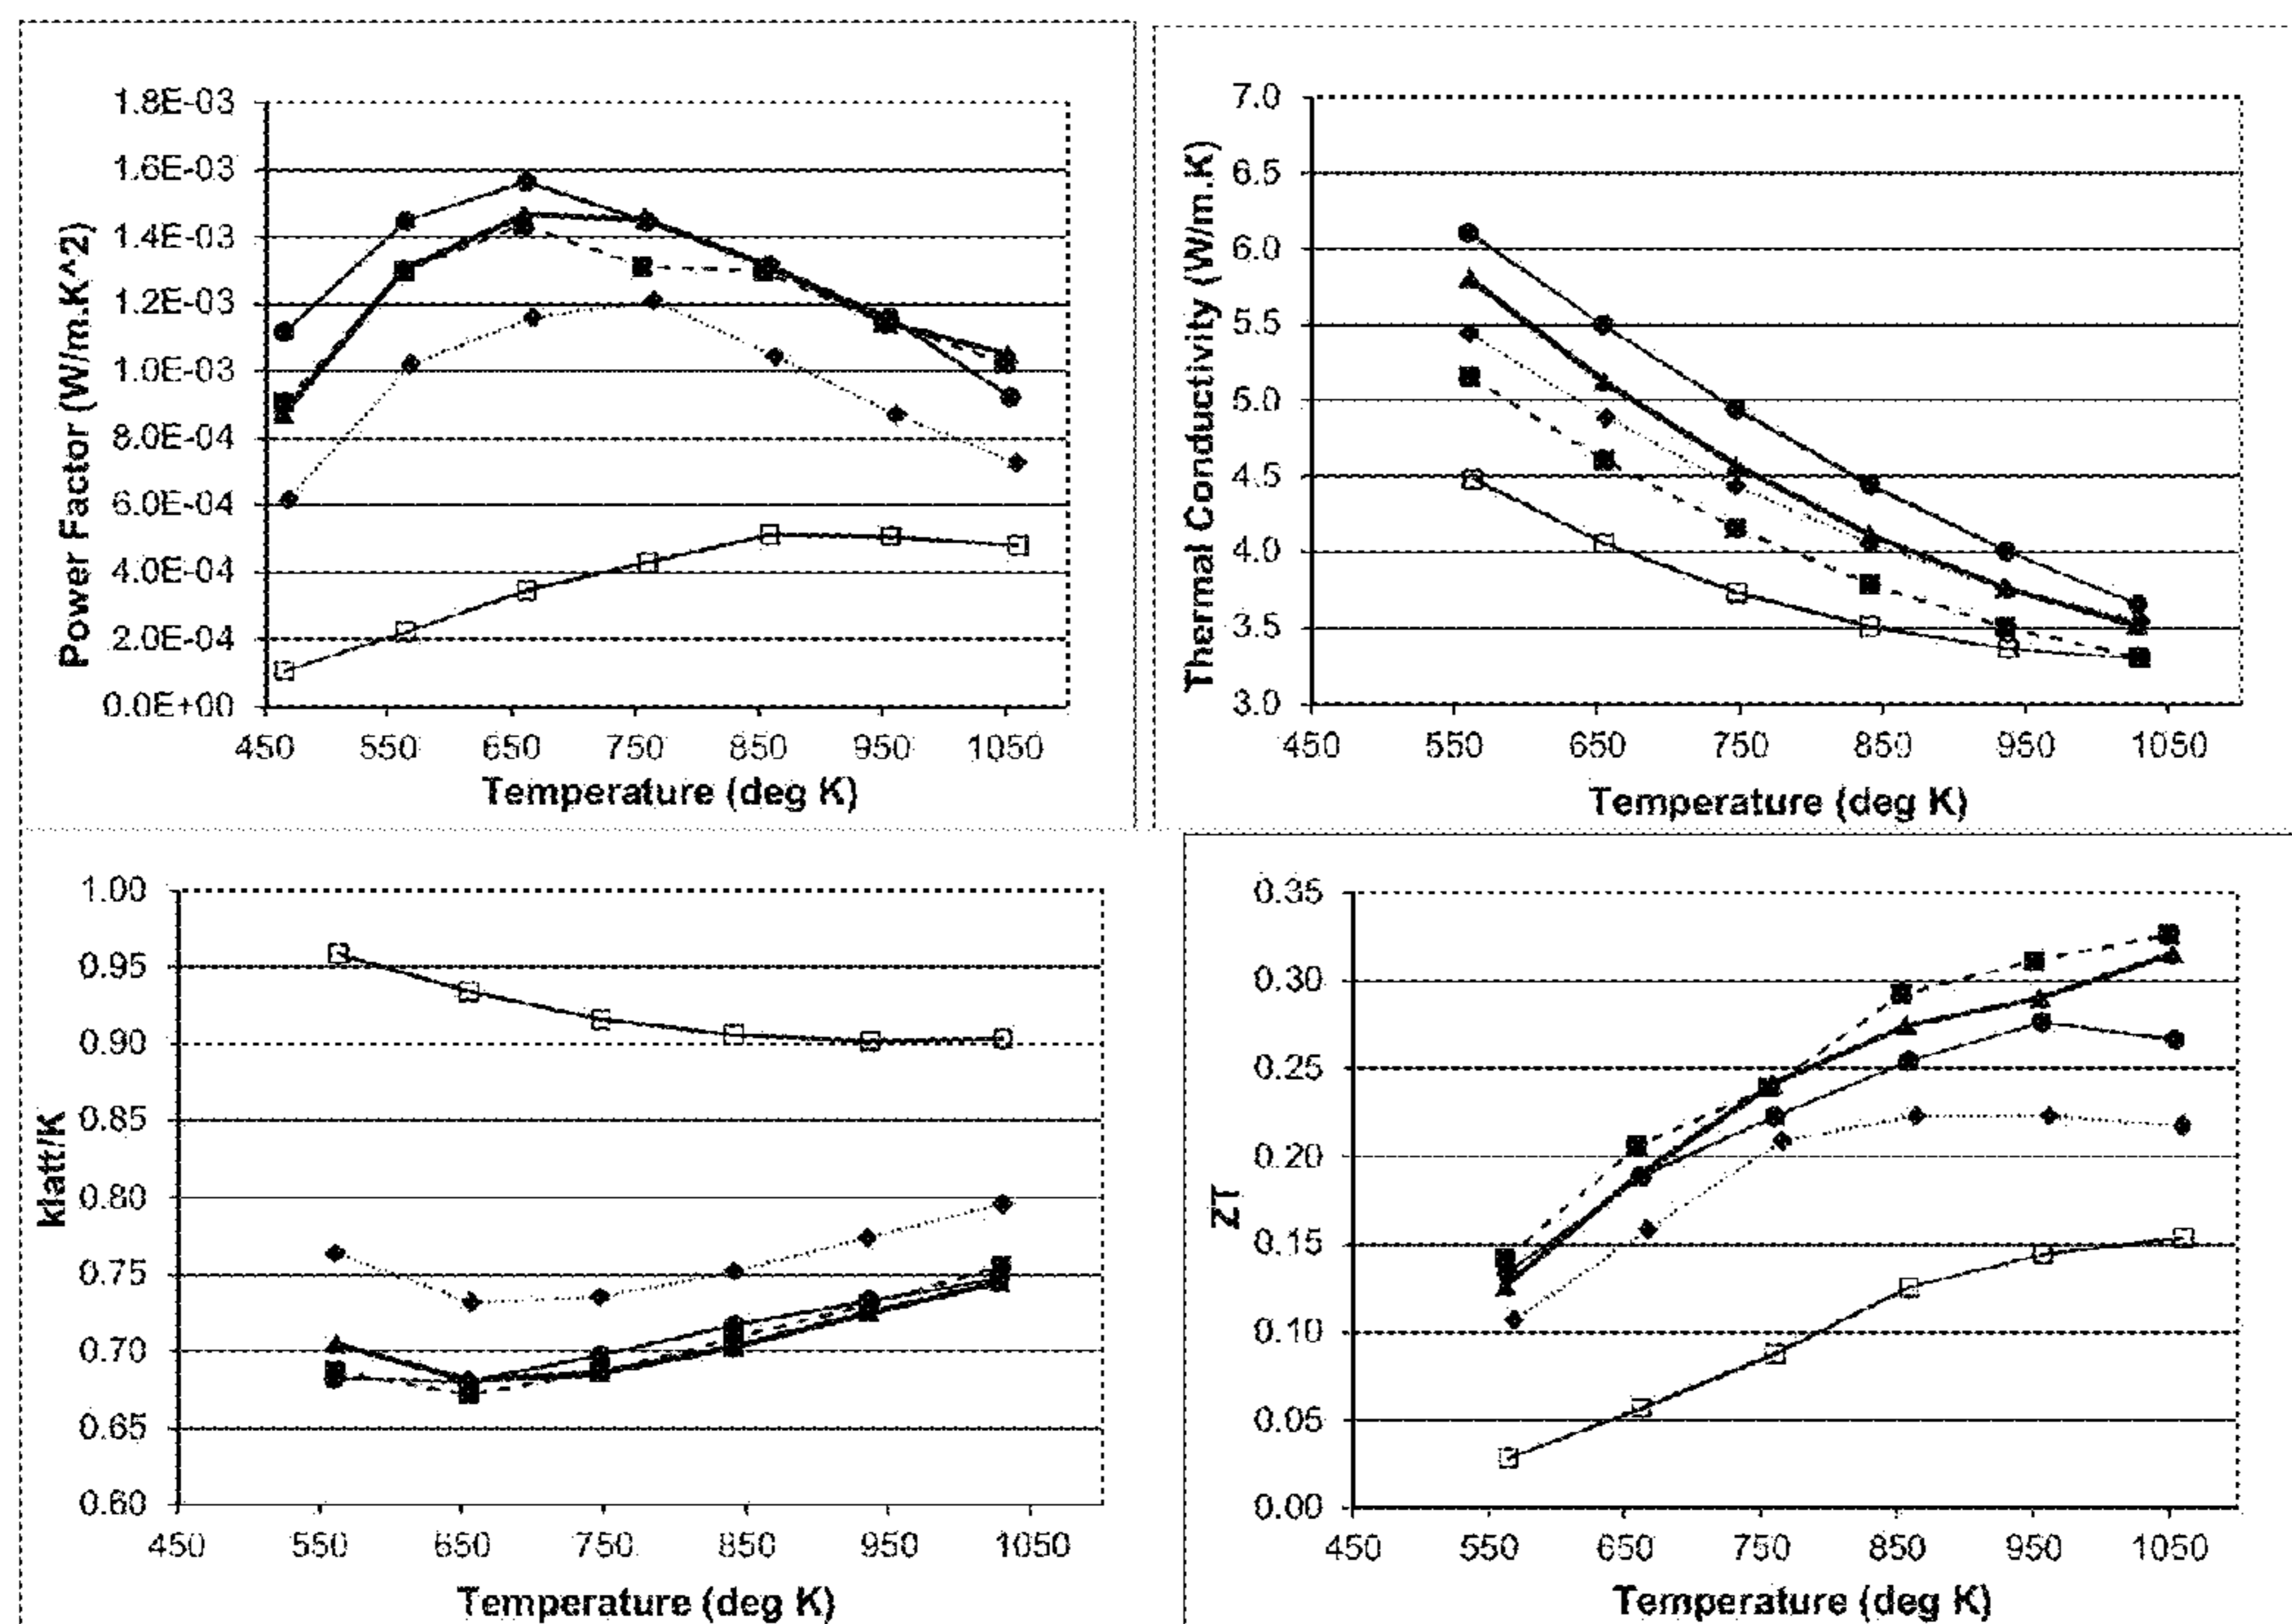 1.8E-03
1.6E-03
1.4E-03
1.2E-03
1.0E-03
8.0E-04
6.0E-04
4.0E-04
2.0E-04
0.0E+00
Power Factor (W/m.K^2)
450 550 650 750 850 950 1050
Temperature (deg K)
7.0
6.5
6.0
5.5
5.0
4.5
4.0
3.5
3.0
Thermal Conductivity (W/m.K)
450 550 650 750 850 950 1050
Temperature (deg K)
1.00
0.95
0.90
0.85
0.80
0.75
0.70
0.65
0.60
klatt/K
450 550 650 750 850 950 1050
Temperature (deg K)
0.35
0.30
0.25
0.20
0.15
0.10
0.05
0.00
ZT
450 550 650 750 850 950 1050
Temperature (deg K)